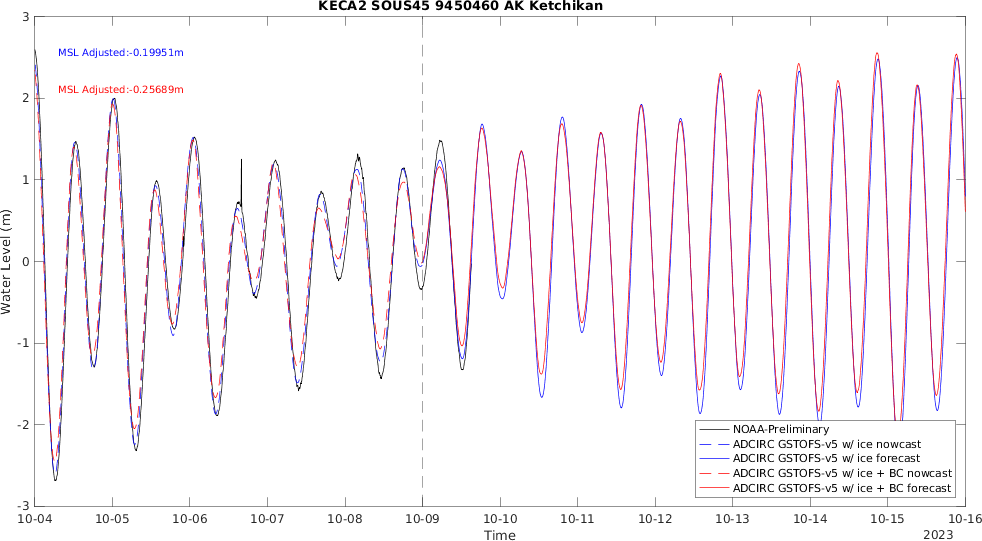 KECA2 SOUS45 9450460 AK Ketchikan
3
MSL Adjusted:-0.19951m
MSL Adjusted:-0.25689m
2
1
0
-1
-2
-3
Water Level (m)
NOAA-Preliminary
ADCIRC GSTOFS-v5 w/ ice nowcast
ADCIRC GSTOFS-v5 w/ ice forecast
ADCIRC GSTOFS-v5 w/ ice + BC nowcast
ADCIRC GSTOFS-v5 w/ ice + BC forecast
10-04 10-05 10-06 10-07 10-08 10-09 10-10 10-11 10-12 10-13 10-14 10-15 10-16
Time 2023